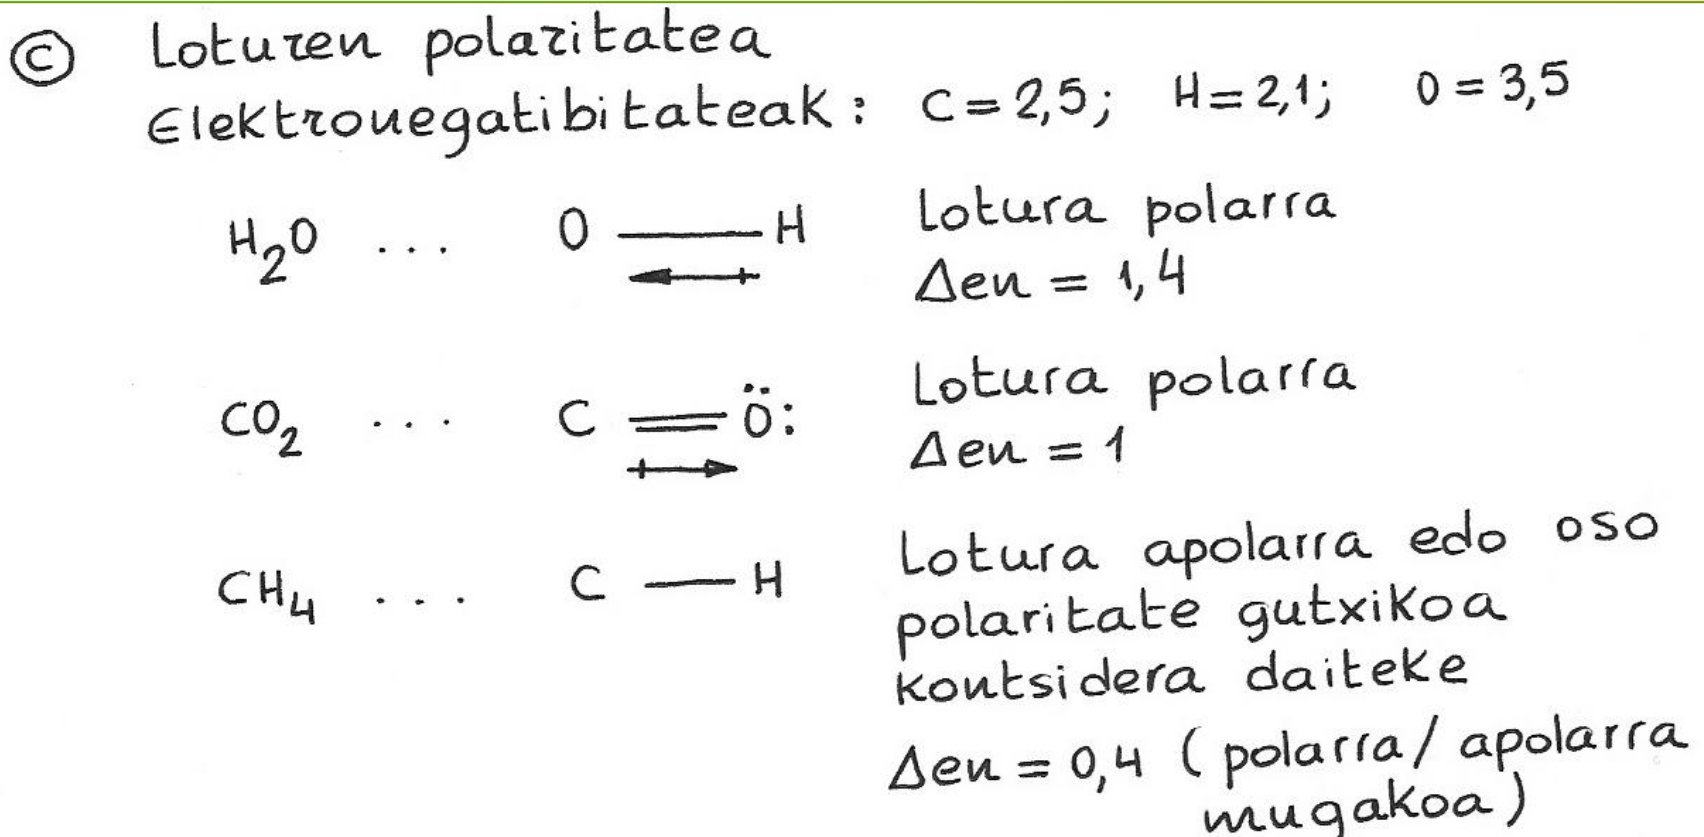 © Loturen polaritatea
Elektronegatibitateak: C = 2,5; H = 2,1; O = 3,5
H₂O ... O — H Lotura polarra
Δen = 1,4
CO₂ ... C = Ö: Lotura polarra
Δen = 1
CH₄ ... C — H Lotura apolarra edo oso
polaritate gutxikoa
kontsidera daiteke
Δen = 0,4 (polarra/apolarra
mugakoa)